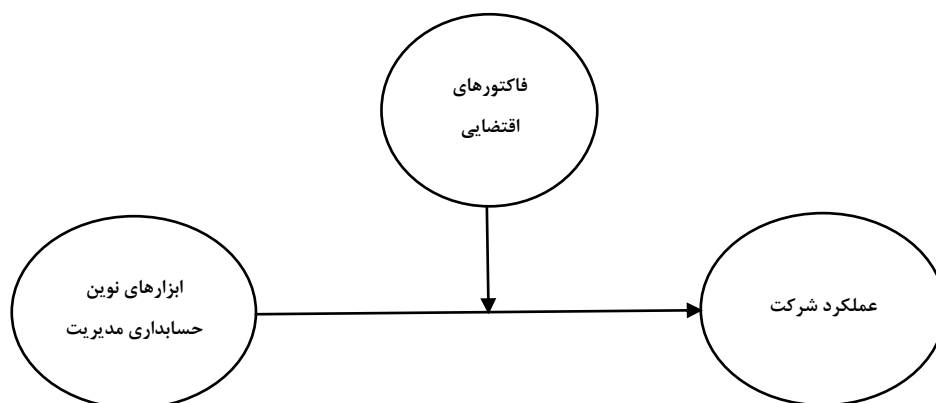 فاکتورهای
اقتضایی
ابزارهای نوین
حسابداری مدیریت
عملکرد شرکت